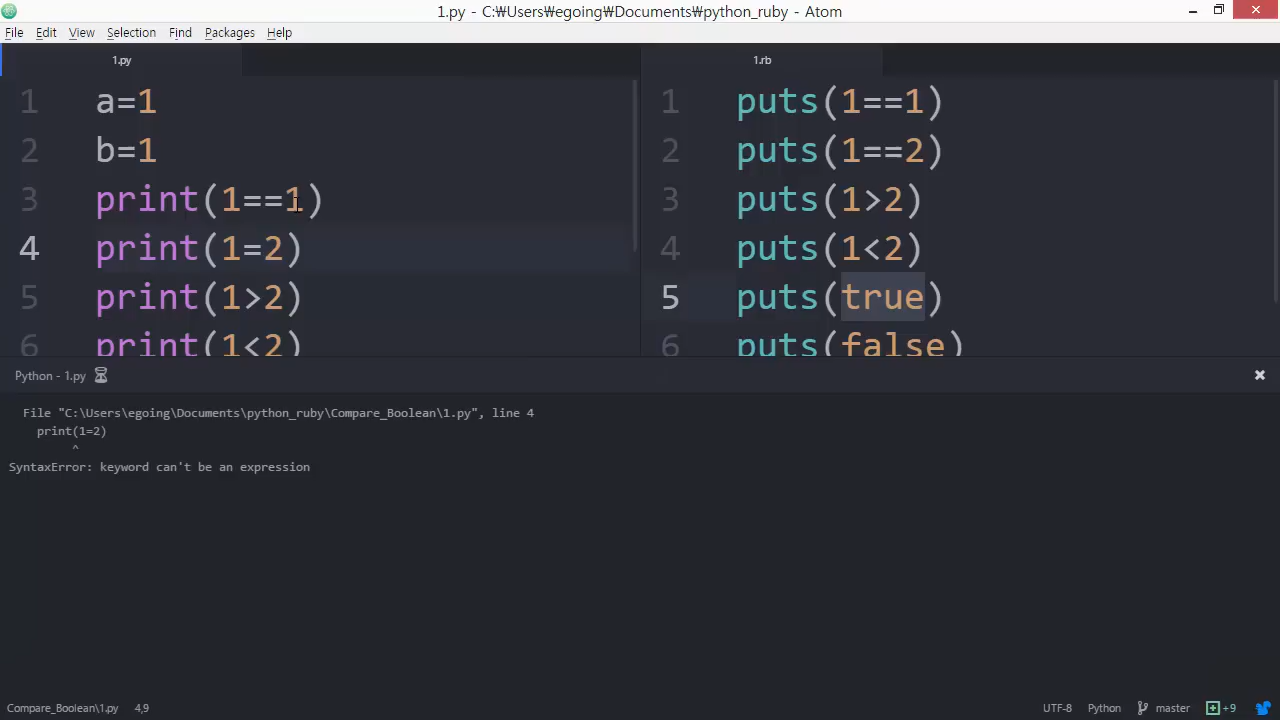 1.py - C:₩Users₩egoing₩Documents₩python_ruby - Atom
File Edit View Selection Find Packages Help
1.py
1 a=1
2 b=1
3 print(1==1)
4 print(1=2)
5 print(1>2)
6 print(1<2)
1.rb
1 puts(1==1)
2 puts(1==2)
3 puts(1>2)
4 puts(1<2)
5 puts(true)
6 puts(false)
Python - 1.py
File "C:\Users\egoing\Documents\python_ruby\Compare_Boolean\1.py", line 4
print(1=2)
^
SyntaxError: keyword can't be an expression
Compare_Boolean\1.py 4,9 UTF-8 Python master +9